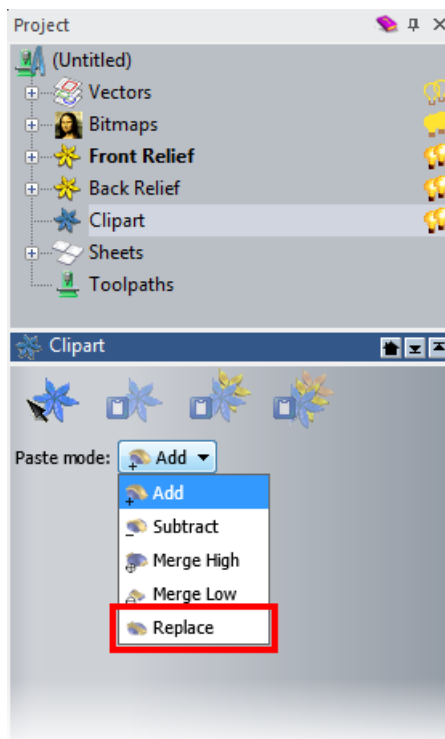 Project
(Untitled)
Vectors
Bitmaps
Front Relief
Back Relief
Clipart
Sheets
Toolpaths
Clipart
Paste mode: Add
Add
Subtract
Merge High
Merge Low
Replace